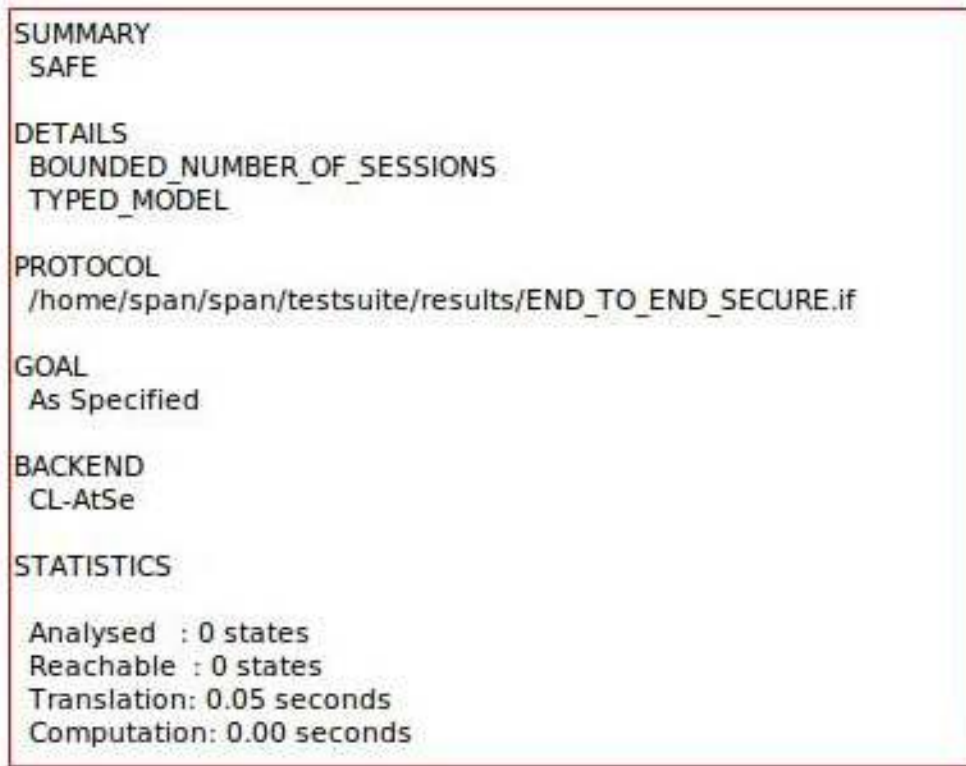 SUMMARY
SAFE
DETAILS
BOUNDED_NUMBER_OF_SESSIONS
TYPED_MODEL
PROTOCOL
/home/span/span/testsuite/results/END_TO_END_SECURE.if
GOAL
As Specified
BACKEND
CL-AtSe
STATISTICS
Analysed : 0 states
Reachable : 0 states
Translation: 0.05 seconds
Computation: 0.00 seconds